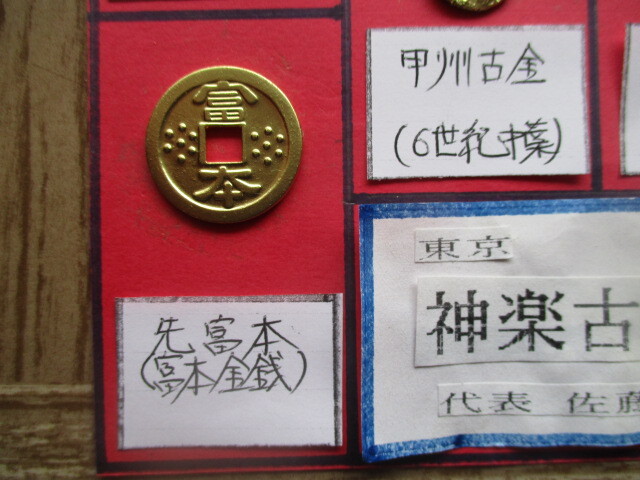 富
本
甲州古金
(6世紀中葉)
先富本
(富本金銭)
東京
神楽古
代表 佐藤